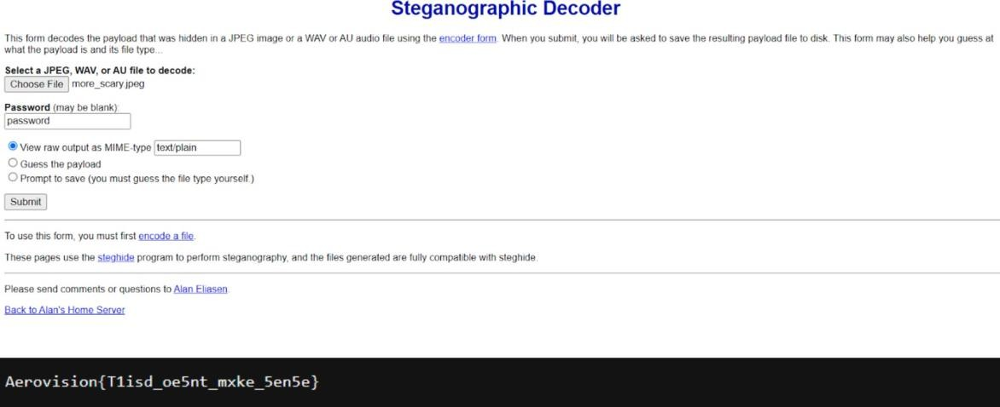 Steganographic Decoder
This form decodes the payload that was hidden in a JPEG image or a WAV or AU audio file using the encoder form. When you submit, you will be asked to save the resulting payload file to disk. This form may also help you guess at
what the payload is and its file type...
Select a JPEG, WAV, or AU file to decode:
Choose File more_scary.jpeg
Password (may be blank):
password
View raw output as MIME-type text/plain
Guess the payload
Prompt to save (you must guess the file type yourself.)
Submit
To use this form, you must first encode a file.
These pages use the steghide program to perform steganography, and the files generated are fully compatible with steghide.
Please send comments or questions to Alan Eliasen.
Back to Alan's Home Server
Aerovision{T1isd_oe5nt_mxke_5en5e}